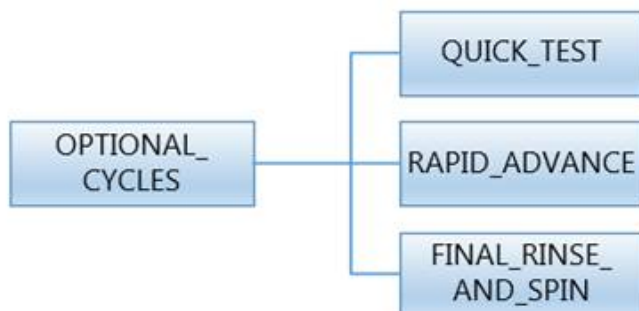 OPTIONAL_
CYCLES
QUICK_TEST
RAPID_ADVANCE
FINAL_RINSE_
AND_SPIN